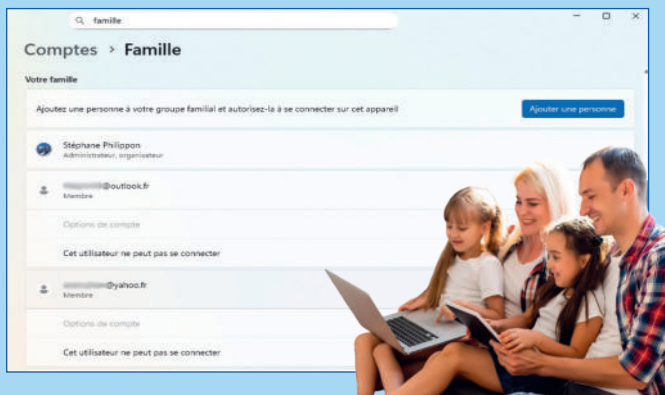 famille
Comptes > Famille
Votre famille
Ajoutez une personne à votre groupe familial et autorisez-la à se connecter sur cet appareil
Ajouter une personne
Stéphane Philippon
Administrateur, organisateur
@outlook.fr
Membre
Options de compte
Cet utilisateur ne peut pas se connecter
@yahoo.fr
Membre
Options de compte
Cet utilisateur ne peut pas se connecter